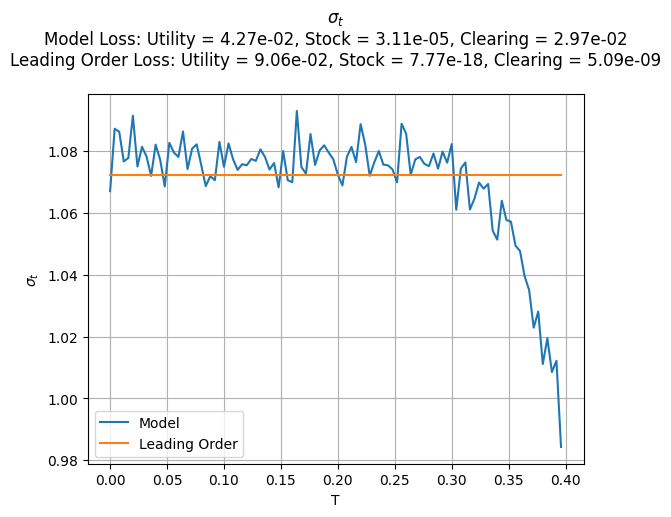 σₜ
Model Loss: Utility = 4.27e-02, Stock = 3.11e-05, Clearing = 2.97e-02
Leading Order Loss: Utility = 9.06e-02, Stock = 7.77e-18, Clearing = 5.09e-09
1.08
1.06
1.04
1.02
1.00
0.98
σₜ
Model
Leading Order
0.00 0.05 0.10 0.15 0.20 0.25 0.30 0.35 0.40
T